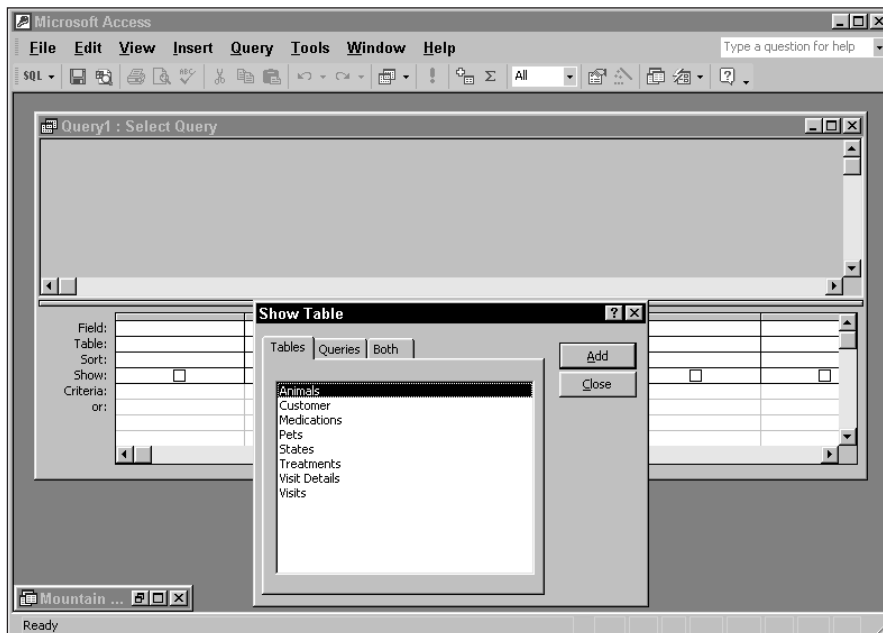 Microsoft Access
File Edit View Insert Query Tools Window Help
Type a question for help
SQL
ABC
All
Query1 : Select Query
Field:
Table:
Sort:
Show:
Criteria:
or:
Show Table
Tables Queries Both
Add
Close
Animals
Customer
Medications
Pets
States
Treatments
Visit Details
Visits
Mountain ...
Ready